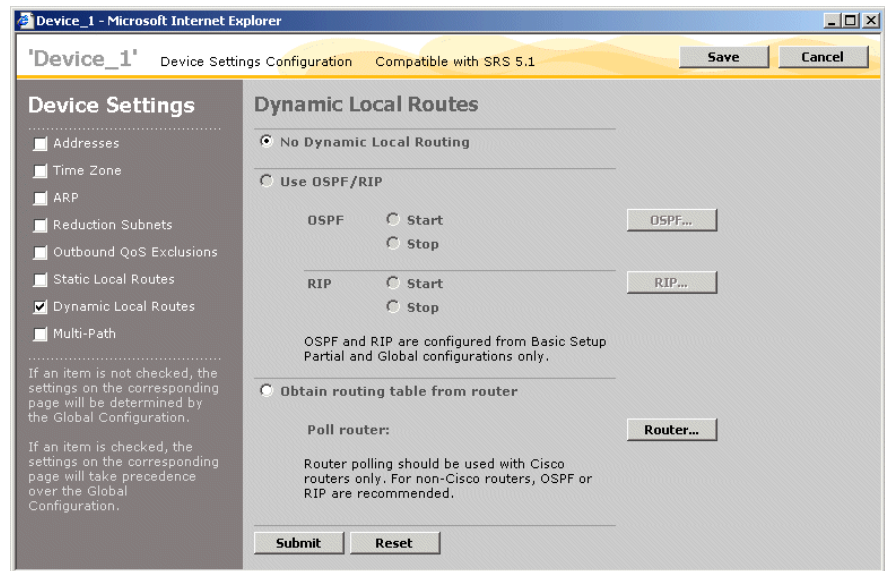 Device_1 - Microsoft Internet Explorer
'Device_1' Device Settings Configuration Compatible with SRS 5.1 Save Cancel
Device Settings
Addresses
Time Zone
ARP
Reduction Subnets
Outbound QoS Exclusions
Static Local Routes
Dynamic Local Routes
Multi-Path
If an item is not checked, the
settings on the corresponding
page will be determined by
the Global Configuration.
If an item is checked, the
settings on the corresponding
page will take precedence
over the Global
Configuration.
Dynamic Local Routes
No Dynamic Local Routing
Use OSPF/RIP
OSPF Start OSPF...
Stop
RIP Start RIP...
Stop
OSPF and RIP are configured from Basic Setup
Partial and Global configurations only.
Obtain routing table from router
Poll router: Router...
Router polling should be used with Cisco
routers only. For non-Cisco routers, OSPF or
RIP are recommended.
Submit Reset